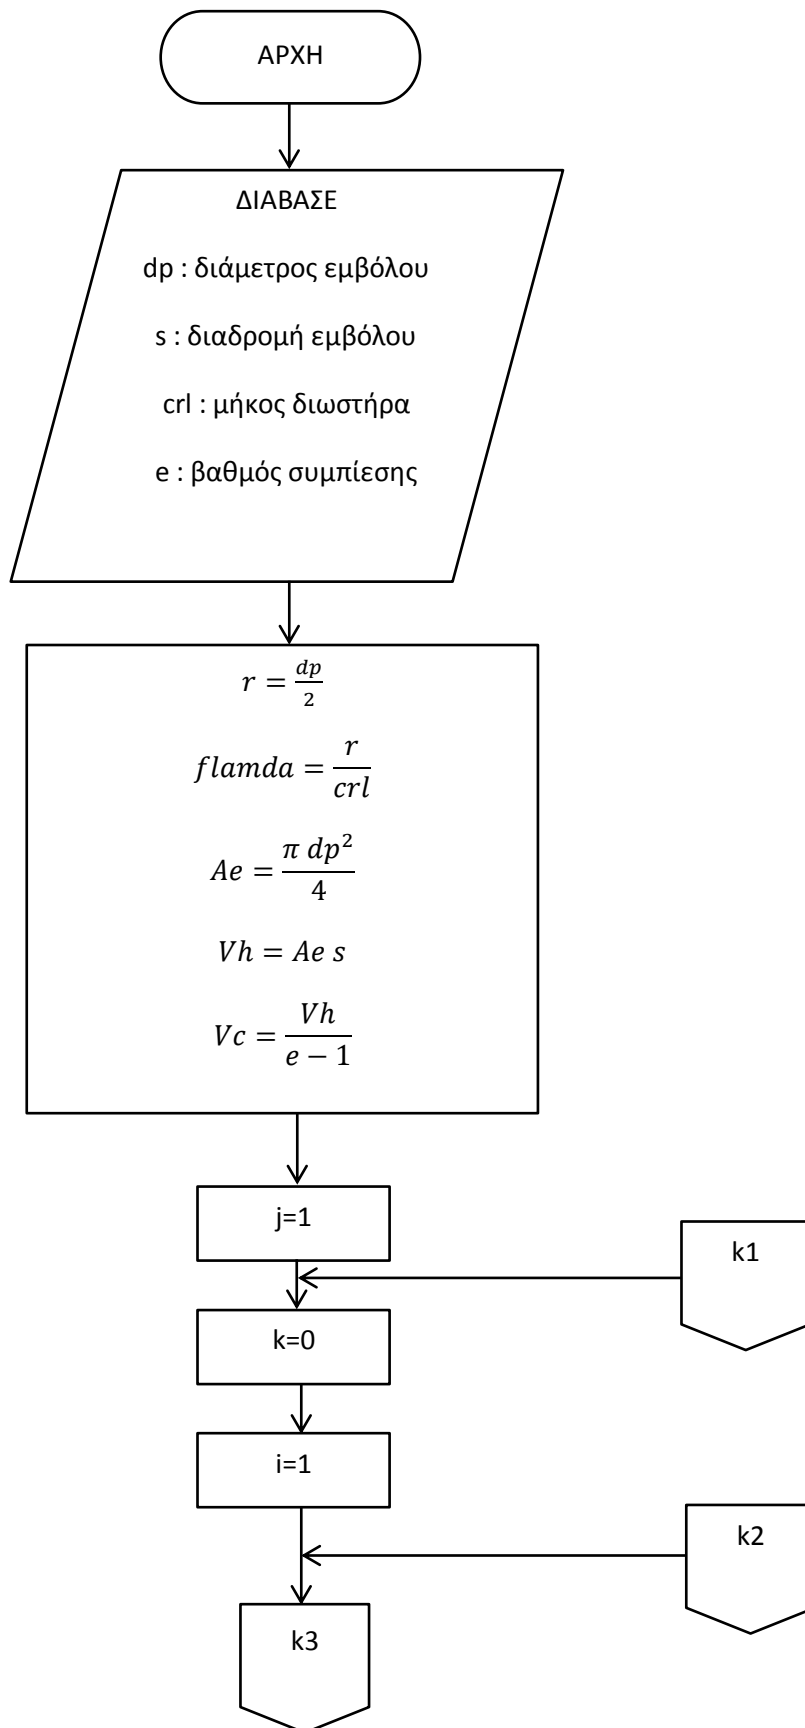 ΑΡΧΗ
ΔΙΑΒΑΣΕ
dp : διάμετρος εμβόλου
s : διαδρομή εμβόλου
crl : μήκος διωστήρα
e : βαθμός συμπίεσης
r = dp/2
flamda = r/crl
Ae = π dp²/4
Vh = Ae s
Vc = Vh/(e − 1)
j=1
k1
k=0
i=1
k2
k3